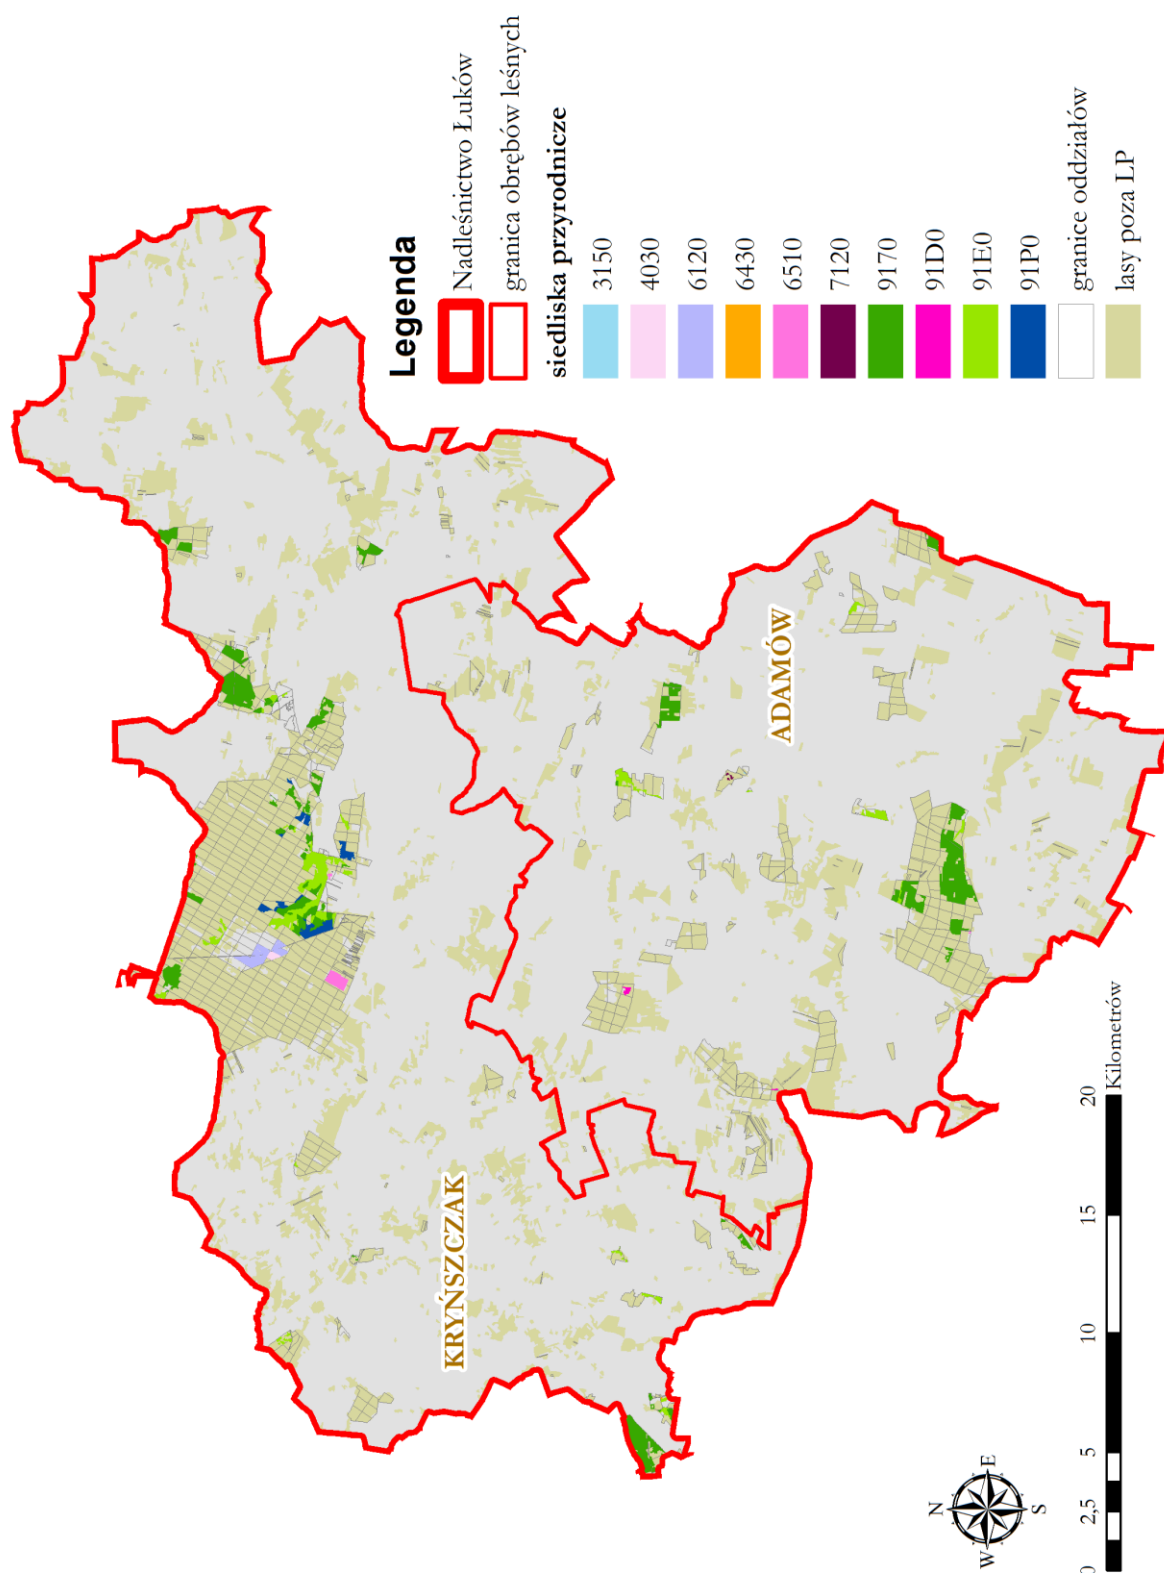 Legenda
Nadleśnictwo Łuków
granica obrębów leśnych
siedliska przyrodnicze
3150
4030
6120
6430
6510
7120
9170
91D0
91E0
91P0
granice oddziałów
lasy poza LP
KRYŃSZCZAK
ADAMÓW
N
W E
S
0 2,5 5 10 15 20
Kilometrów